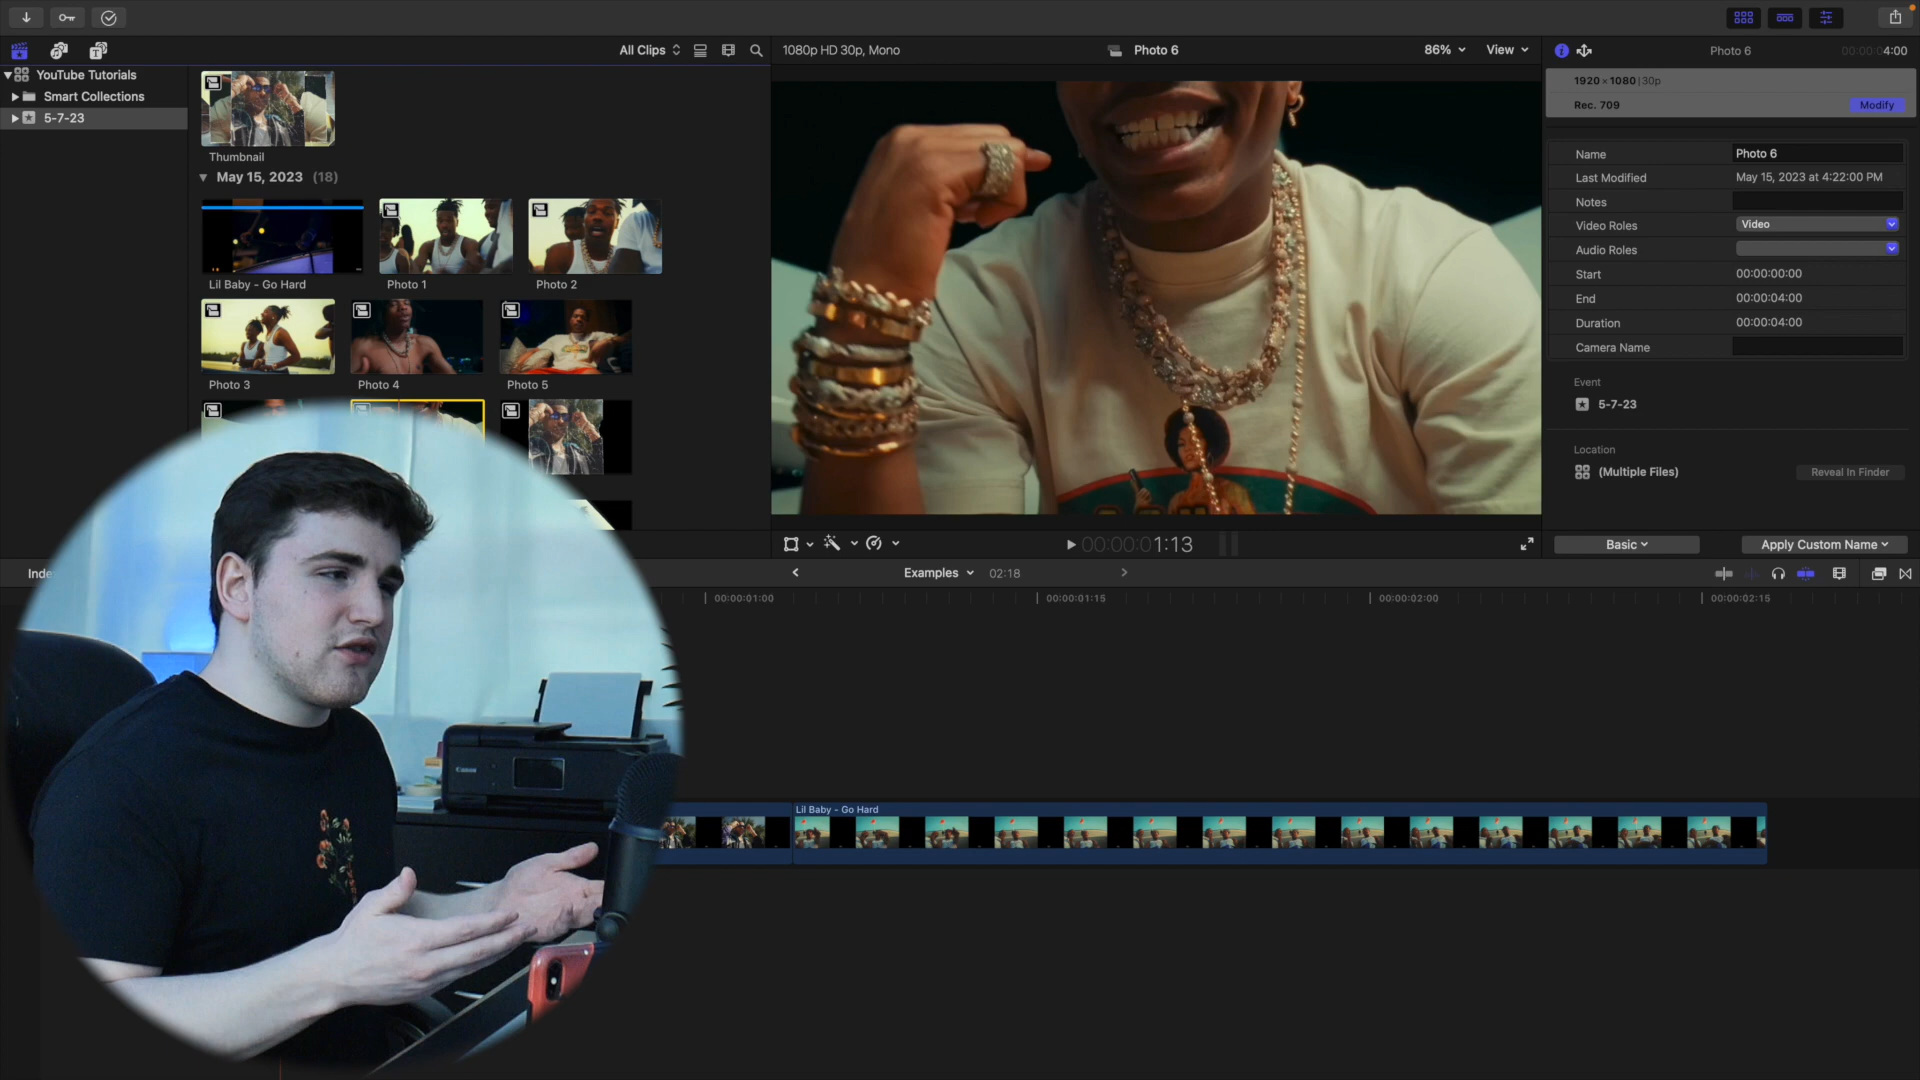 All Clips
1080p HD 30p, Mono
Photo 6
86%
View
Photo 6
00:00:04:00
YouTube Tutorials
Smart Collections
5-7-23
1920 × 1080 | 30p
Rec. 709
Modify
Thumbnail
May 15, 2023 (18)
Name
Photo 6
Last Modified
May 15, 2023 at 4:22:00 PM
Notes
Video Roles
Video
Audio Roles
Start
00:00:00:00
End
00:00:04:00
Duration
00:00:04:00
Camera Name
Lil Baby - Go Hard
Photo 1
Photo 2
Photo 3
Photo 4
Photo 5
Event
5-7-23
Location
(Multiple Files)
Reveal In Finder
00:00:01:13
Basic
Apply Custom Name
Inde
Examples
02:18
00:00:01:00
00:00:01:15
00:00:02:00
00:00:02:15
Canon
Lil Baby - Go Hard